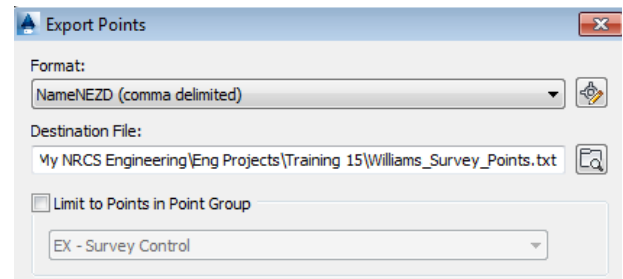 Export Points
Format:
NameNEZD (comma delimited)
Destination File:
My NRCS Engineering\Eng Projects\Training 15\Williams_Survey_Points.txt
Limit to Points in Point Group
EX - Survey Control